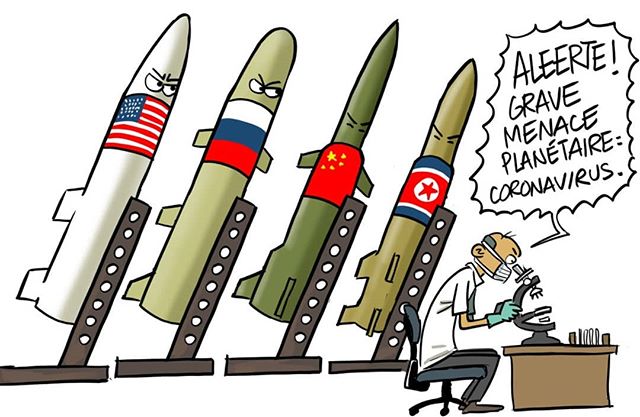 ALEERTE!
GRAVE
MENACE
PLANÉTAIRE:
CORONAVIRUS.